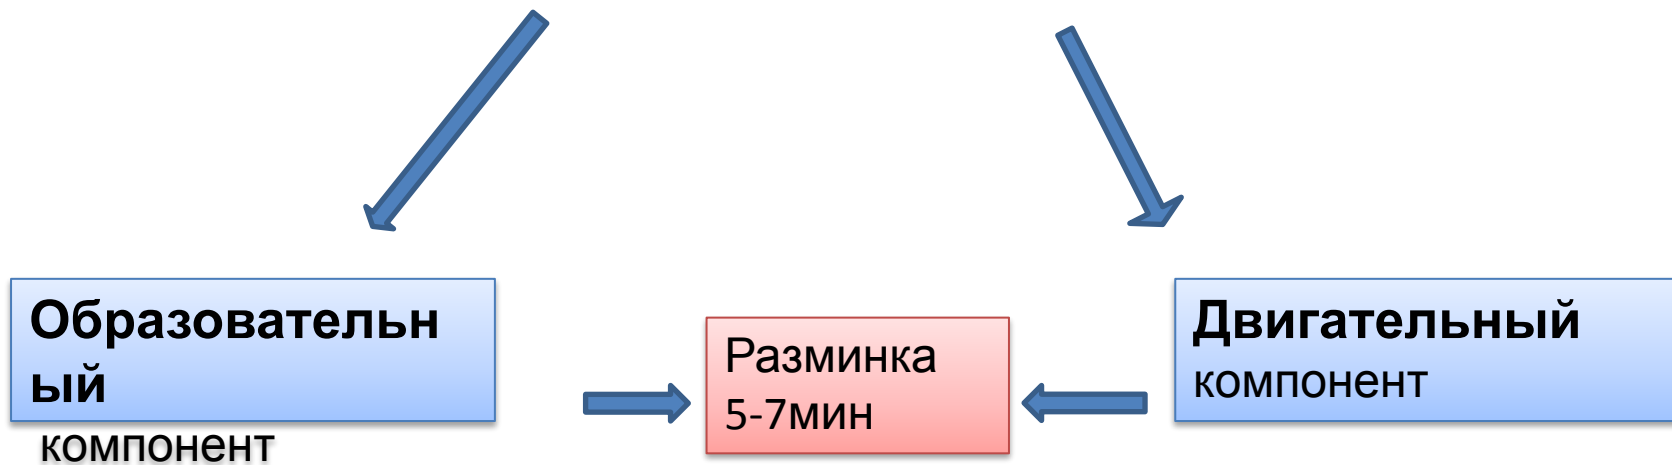 Образовательн
ый
компонент
Разминка
5-7мин
Двигательный
компонент